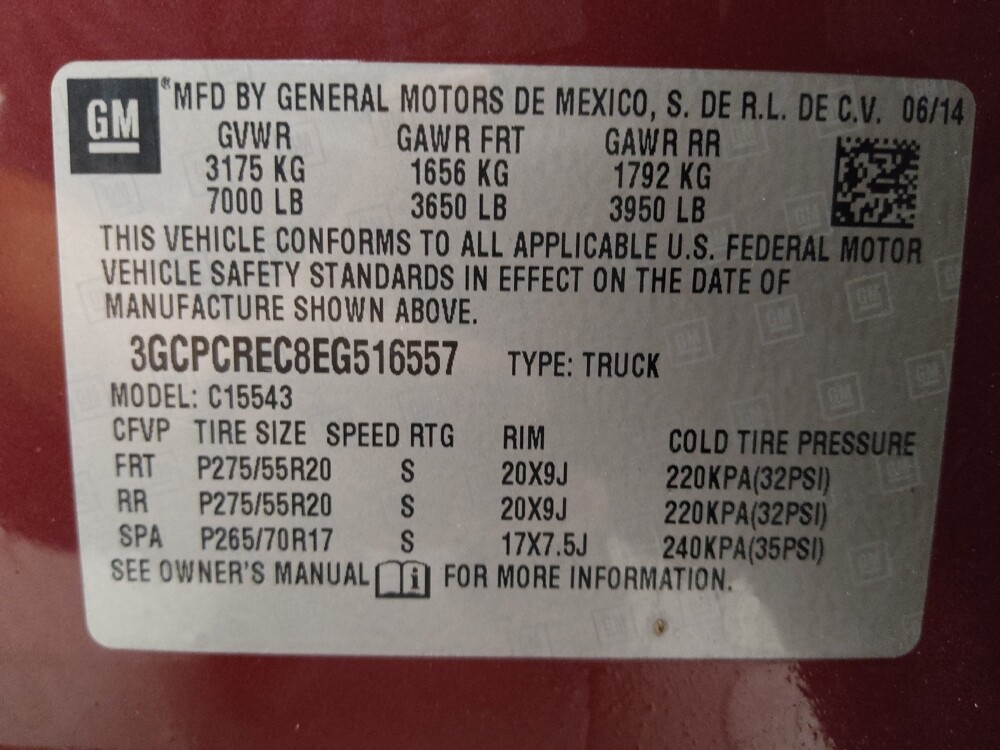 GM
MFD BY GENERAL MOTORS DE MEXICO, S. DE R.L. DE C.V. 06/14
GVWR GAWR FRT GAWR RR
3175 KG 1656 KG 1792 KG
7000 LB 3650 LB 3950 LB
THIS VEHICLE CONFORMS TO ALL APPLICABLE U.S. FEDERAL MOTOR
VEHICLE SAFETY STANDARDS IN EFFECT ON THE DATE OF
MANUFACTURE SHOWN ABOVE.
3GCPCREC8EG516557 TYPE: TRUCK
MODEL: C15543
CFVP TIRE SIZE SPEED RTG RIM COLD TIRE PRESSURE
FRT P275/55R20 S 20X9J 220KPA(32PSI)
RR P275/55R20 S 20X9J 220KPA(32PSI)
SPA P265/70R17 S 17X7.5J 240KPA(35PSI)
SEE OWNER'S MANUAL i FOR MORE INFORMATION.